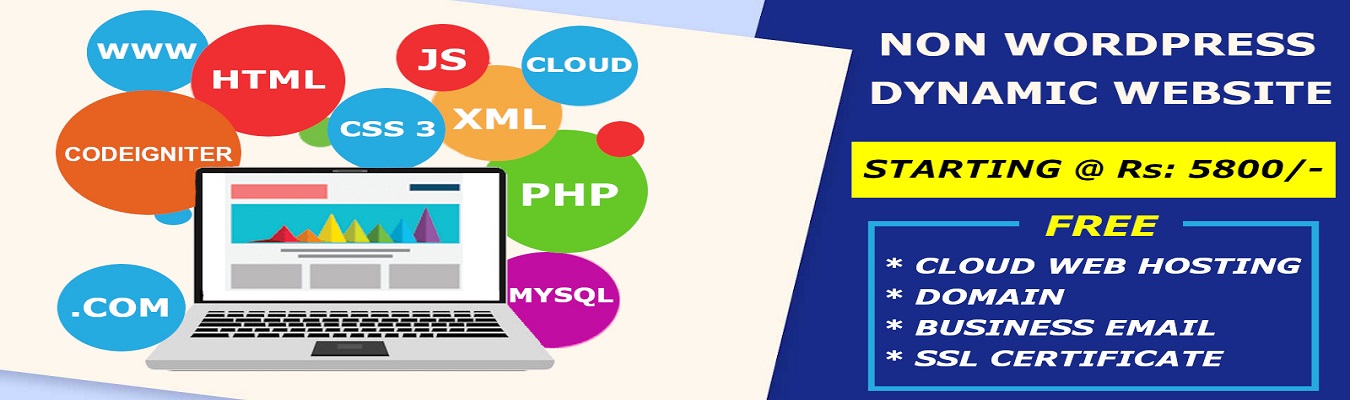 WWW
HTML
JS
CLOUD
CODEIGNITER
CSS 3
XML
PHP
.COM
MYSQL
NON WORDPRESS
DYNAMIC WEBSITE
STARTING @ Rs: 5800/-
FREE
* CLOUD WEB HOSTING
* DOMAIN
* BUSINESS EMAIL
* SSL CERTIFICATE